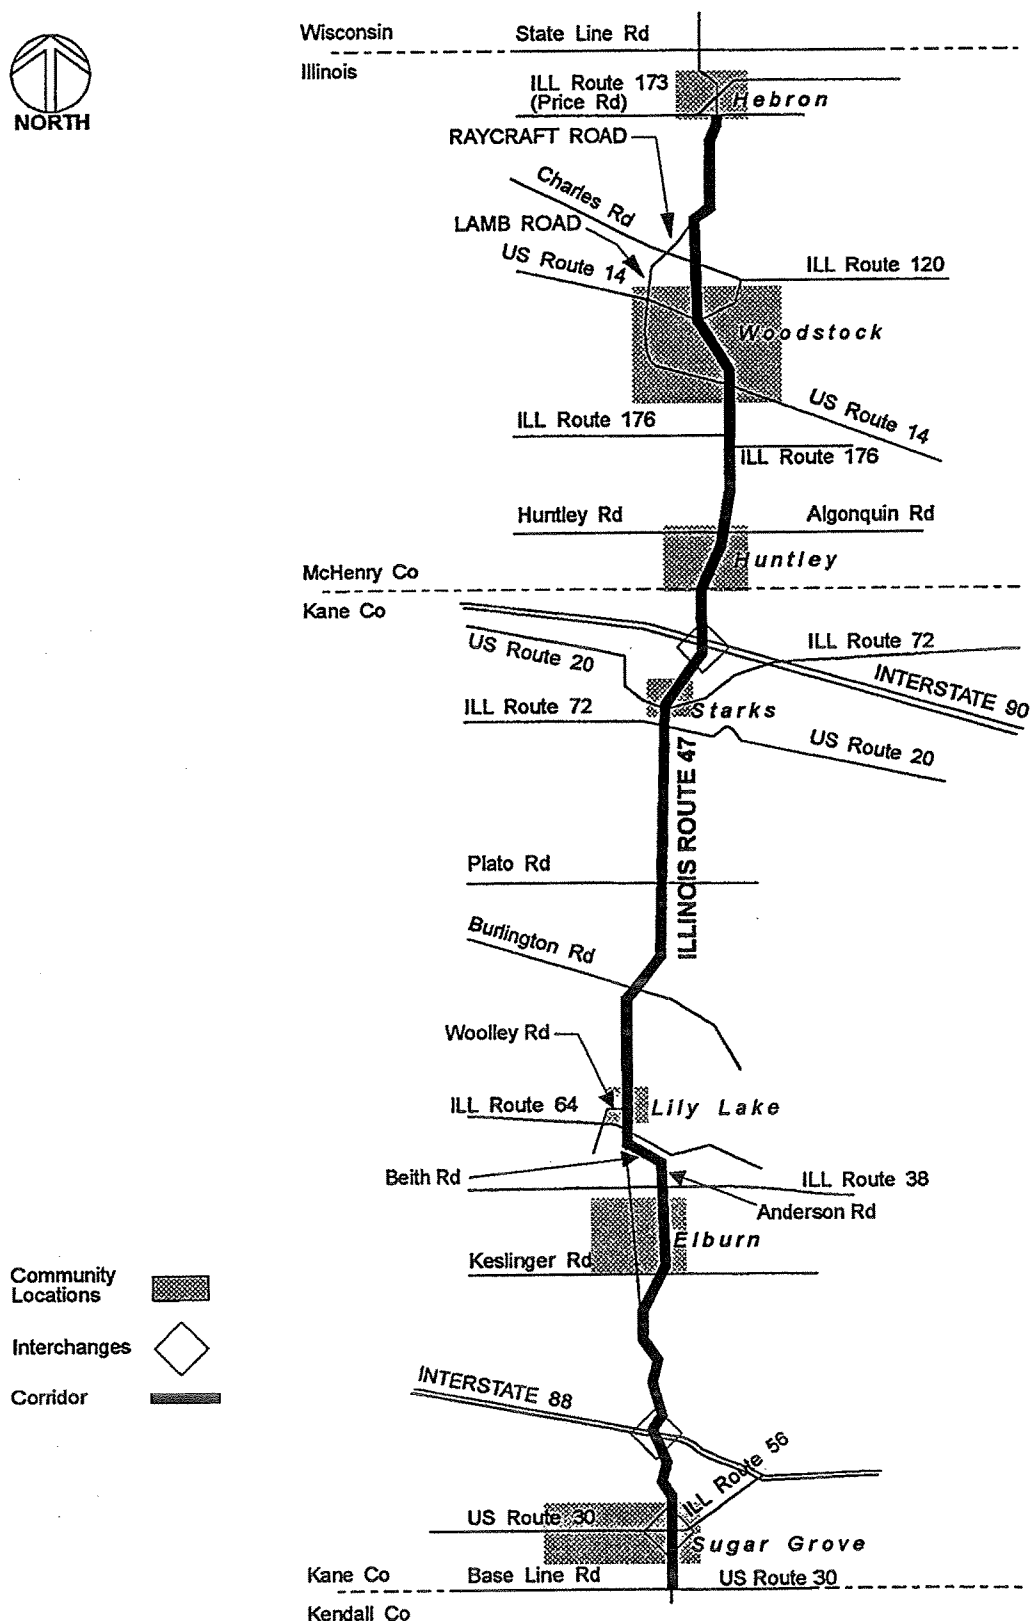 Wisconsin
State Line Rd
Illinois
NORTH
ILL Route 173
(Price Rd)
Hebron
RAYCRAFT ROAD
Charles Rd
LAMB ROAD
US Route 14
ILL Route 120
Woodstock
US Route 14
ILL Route 176
ILL Route 176
Huntley Rd
Algonquin Rd
Huntley
McHenry Co
Kane Co
US Route 20
ILL Route 72
INTERSTATE 90
ILL Route 72
Starks
US Route 20
ILLINOIS ROUTE 47
Plato Rd
Burlington Rd
Woolley Rd
ILL Route 64
Lily Lake
Beith Rd
ILL Route 38
Anderson Rd
Elburn
Keslinger Rd
Community
Locations
Interchanges
Corridor
INTERSTATE 88
ILL Route 56
US Route 30
Sugar Grove
Kane Co
Base Line Rd
US Route 30
Kendall Co